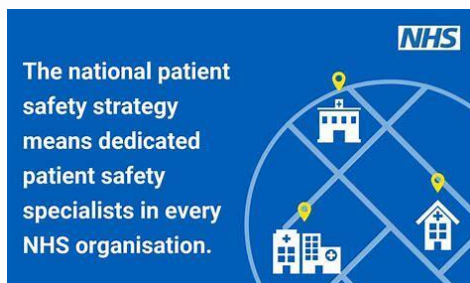 NHS
The national patient
safety strategy
means dedicated
patient safety
specialists in every
NHS organisation.